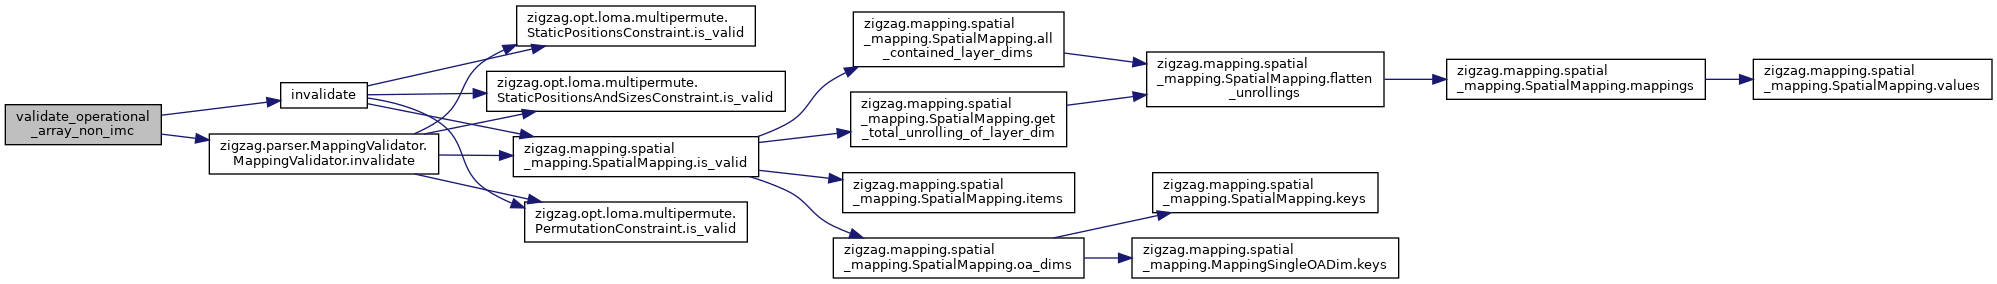 validate_operational
_array_non_imc
invalidate
zigzag.parser.MappingValidator.
MappingValidator.invalidate
zigzag.opt.loma.multipermute.
StaticPositionsConstraint.is_valid
zigzag.opt.loma.multipermute.
StaticPositionsAndSizesConstraint.is_valid
zigzag.mapping.spatial
_mapping.SpatialMapping.is_valid
zigzag.opt.loma.multipermute.
PermutationConstraint.is_valid
zigzag.mapping.spatial
_mapping.SpatialMapping.all
_contained_layer_dims
zigzag.mapping.spatial
_mapping.SpatialMapping.get
_total_unrolling_of_layer_dim
zigzag.mapping.spatial
_mapping.SpatialMapping.items
zigzag.mapping.spatial
_mapping.SpatialMapping.oa_dims
zigzag.mapping.spatial
_mapping.SpatialMapping.flatten
_unrollings
zigzag.mapping.spatial
_mapping.SpatialMapping.keys
zigzag.mapping.spatial
_mapping.MappingSingleOADim.keys
zigzag.mapping.spatial
_mapping.SpatialMapping.mappings
zigzag.mapping.spatial
_mapping.SpatialMapping.values